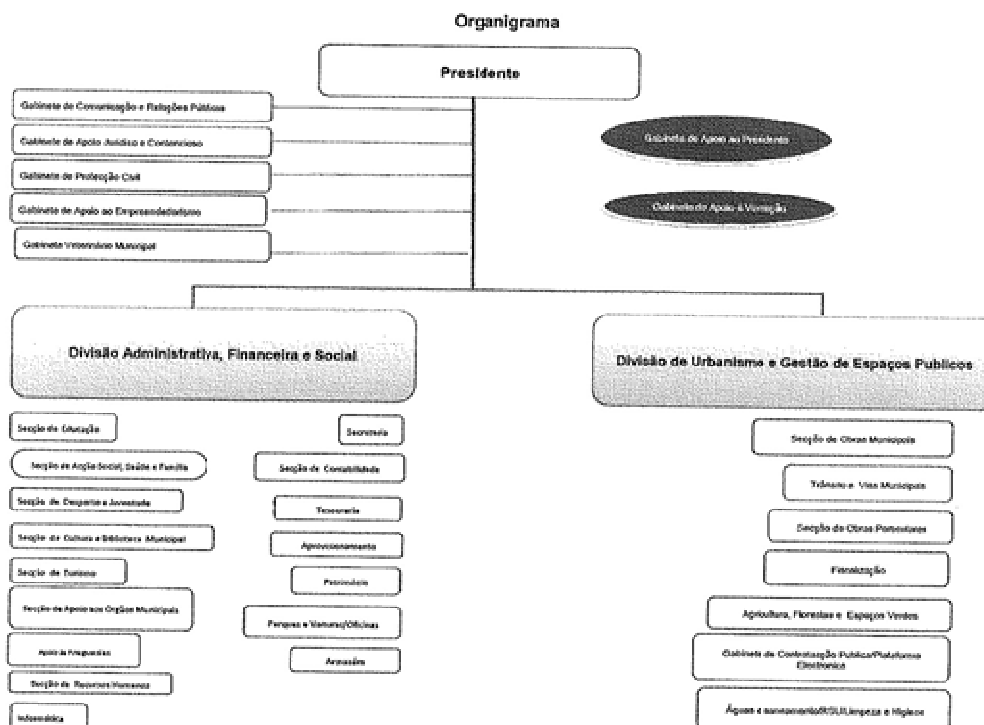 Organigrama
Presidente
Gabinete de Comunicação e Relações Públicas
Gabinete de Apoio Jurídico e Contencioso
Gabinete de Protecção Civil
Gabinete de Apoio ao Empreendedorismo
Gabinete Veterinário Municipal
Gabinete de Apoio ao Presidente
Gabinete de Apoio à Vereação
Divisão Administrativa, Financeira e Social
Secção de Educação
Secção de Acção Social, Saúde e Família
Secção de Desporto e Juventude
Secção de Cultura e Biblioteca Municipal
Secção de Turismo
Secção de Apoio aos Órgãos Municipais
Apoio às Freguesias
Secção de Recursos Humanos
Informática
Secretaria
Secção de Contabilidade
Tesouraria
Aprovisionamento
Património
Parques e Viaturas/Oficinas
Armazém
Divisão de Urbanismo e Gestão de Espaços Publicos
Secção de Obras Municipais
Trânsito e Vias Municipais
Secção de Obras Particulares
Fiscalização
Agricultura, Florestas e Espaços Verdes
Gabinete de Contratação Publica/Plataforma
Electronica
Águas e saneamento/RSU/Limpeza e Higiene